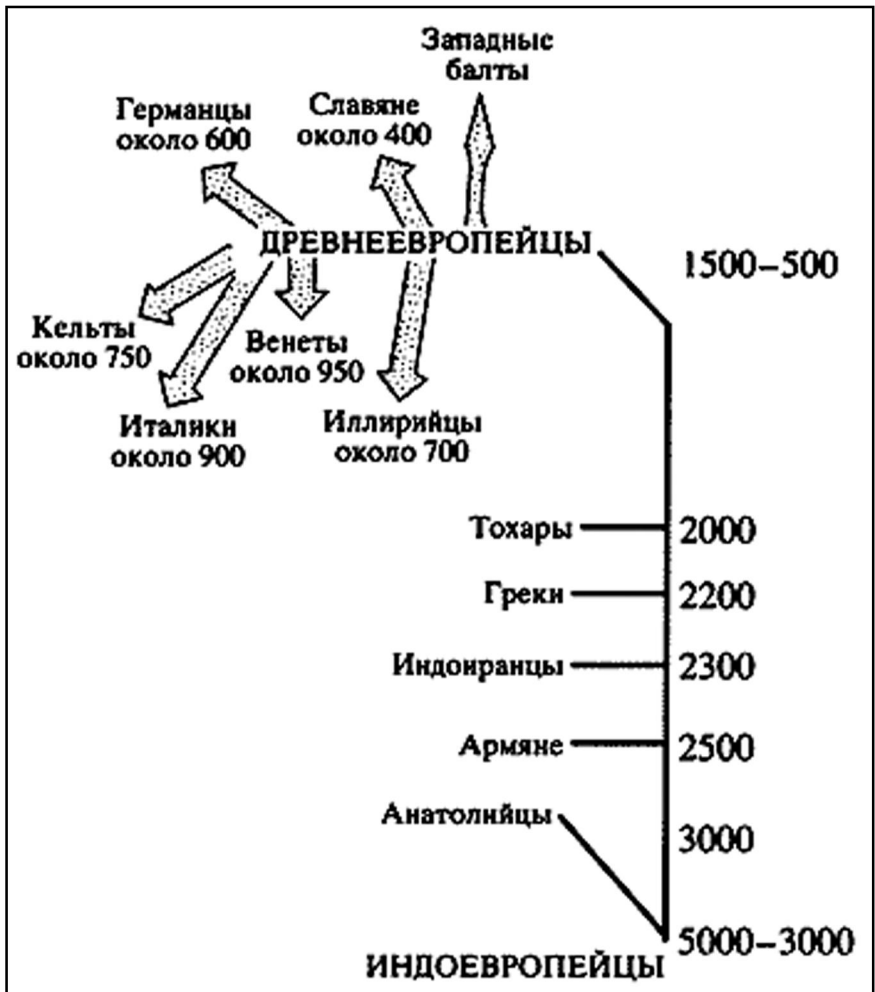 Западные
балты
Германцы
около 600
Славяне
около 400
ДРЕВНЕЕВРОПЕЙЦЫ
1500–500
Кельты
около 750
Венеты
около 950
Италики
около 900
Иллирийцы
около 700
Тохары
2000
Греки
2200
Индоиранцы
2300
Армяне
2500
Анатолийцы
3000
5000–3000
ИНДОЕВРОПЕЙЦЫ